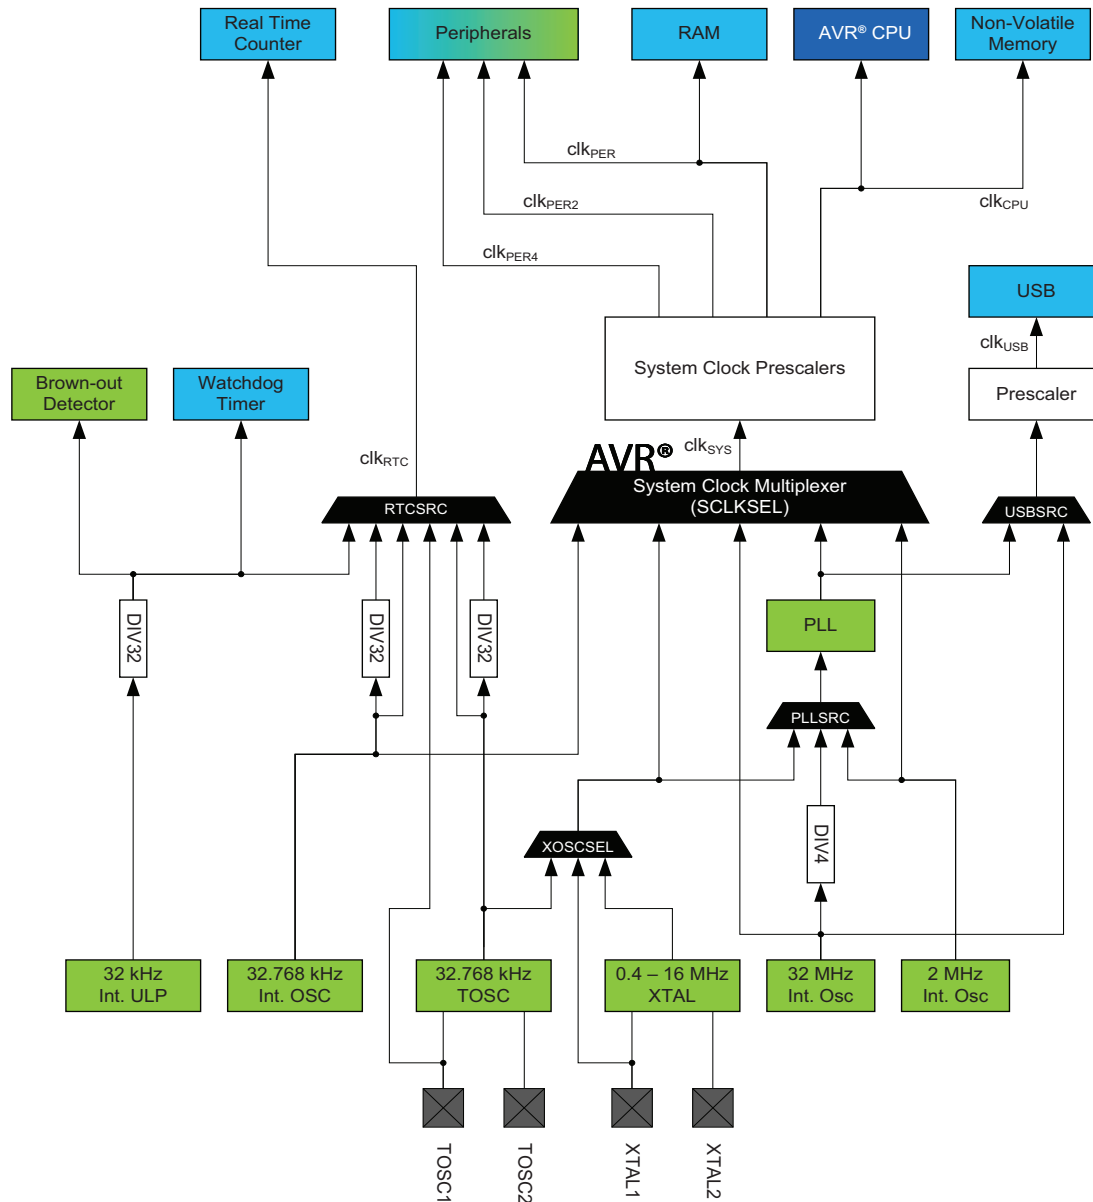 Real Time
Counter
Peripherals
RAM
AVR® CPU
Non-Volatile
Memory
clkPER
clkPER2
clkCPU
clkPER4
USB
clkUSB
System Clock Prescalers
Prescaler
Brown-out
Detector
Watchdog
Timer
clkRTC
AVR®
clkSYS
System Clock Multiplexer
(SCLKSEL)
RTCSRC
USBSRC
DIV32
DIV32
DIV32
PLL
PLLSRC
XOSCSEL
DIV4
32 kHz
Int. ULP
32.768 kHz
Int. OSC
32.768 kHz
TOSC
0.4 – 16 MHz
XTAL
32 MHz
Int. Osc
2 MHz
Int. Osc
TOSC1
TOSC2
XTAL1
XTAL2